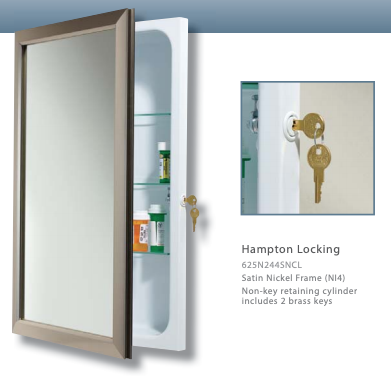 Hampton Locking
625N244SNCL
Satin Nickel Frame (NI4)
Non-key retaining cylinder
includes 2 brass keys